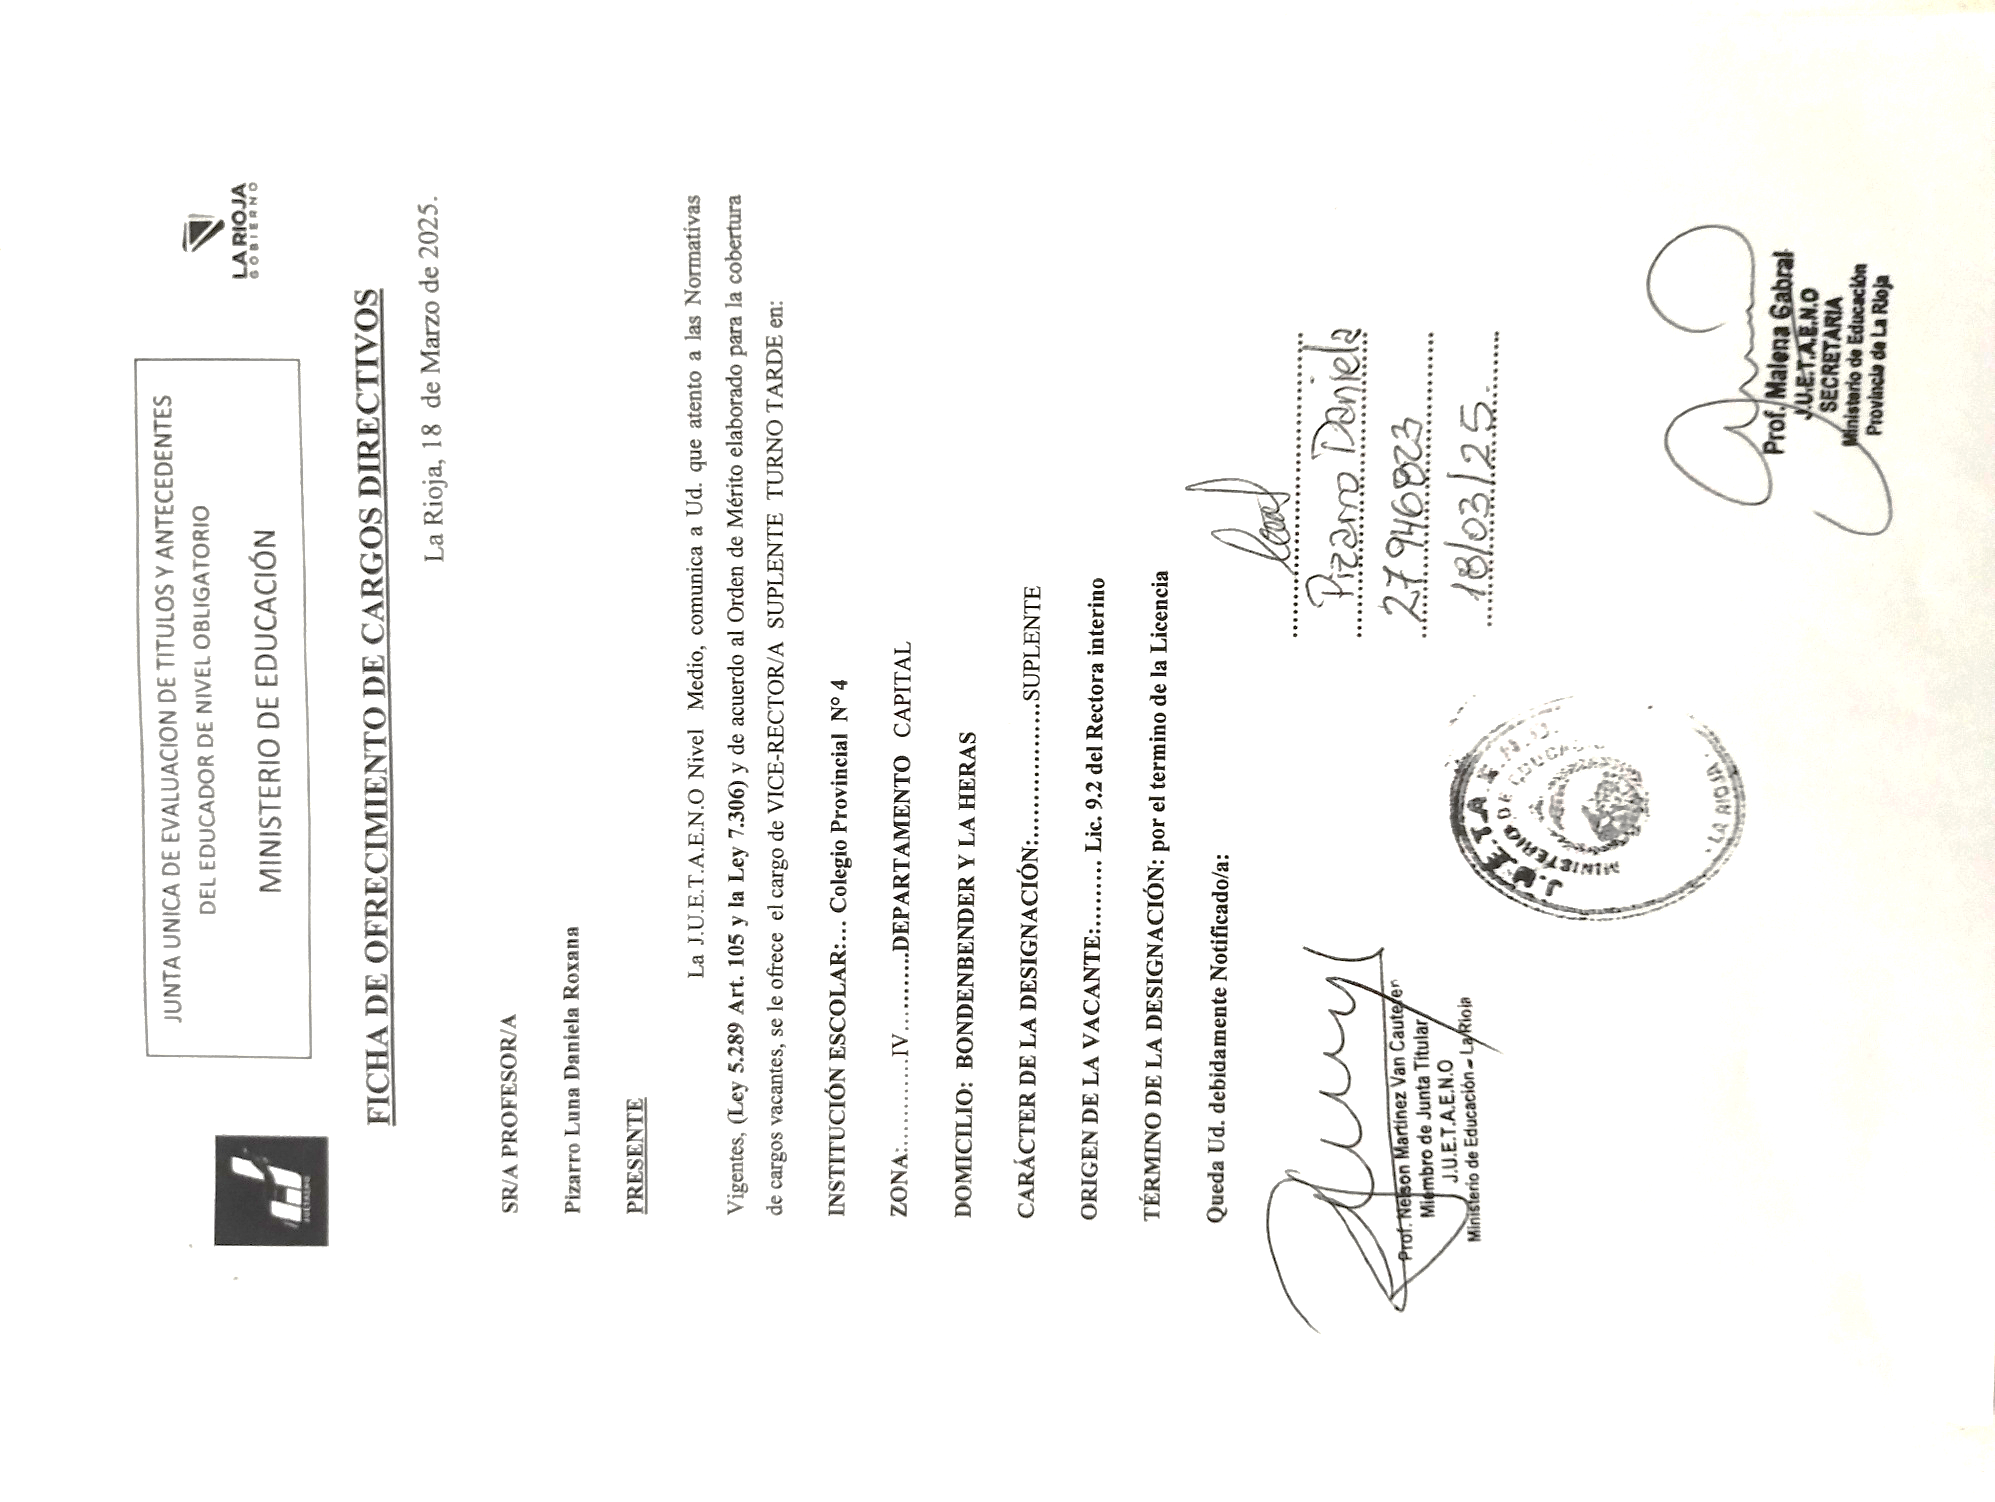 JUNTA UNICA DE EVALUACION DE TITULOS Y ANTECEDENTES
DEL EDUCADOR DE NIVEL OBLIGATORIO
MINISTERIO DE EDUCACIÓN
LA RIOJA
GOBIERNO
FICHA DE OFRECIMIENTO DE CARGOS DIRECTIVOS
La Rioja, 18 de Marzo de 2025.
SR/A PROFESOR/A
Pizarro Luna Daniela Roxana
PRESENTE
La J.U.E.T.A.E.N.O Nivel Medio, comunica a Ud. que atento a las Normativas
Vigentes, (Ley 5.289 Art. 105 y la Ley 7.306) y de acuerdo al Orden de Mérito elaborado para la cobertura
de cargos vacantes, se le ofrece el cargo de VICE-RECTOR/A SUPLENTE TURNO TARDE en:
INSTITUCIÓN ESCOLAR:... Colegio Provincial N° 4
ZONA:............IV............DEPARTAMENTO CAPITAL
DOMICILIO: BONDENBENDER Y LA HERAS
CARÁCTER DE LA DESIGNACIÓN:.....................SUPLENTE
ORIGEN DE LA VACANTE:......... Lic. 9.2 del Rectora interino
TÉRMINO DE LA DESIGNACIÓN: por el termino de la Licencia
Queda Ud. debidamente Notificado/a:
Pizarro Daniela
27946823
18/03/25
Prof. Nelson Martínez Van Cauteren
Miembro de Junta Titular
J.U.E.T.A.E.N.O
Ministerio de Educación – La Rioja
J.U.E.T.A.E.N.O.
MINISTERIO DE EDUCACIÓN
· LA RIOJA ·
Prof. Malena Gabral
J.U.E.T.A.E.N.O
SECRETARIA
Ministerio de Educación
Provincia de La Rioja